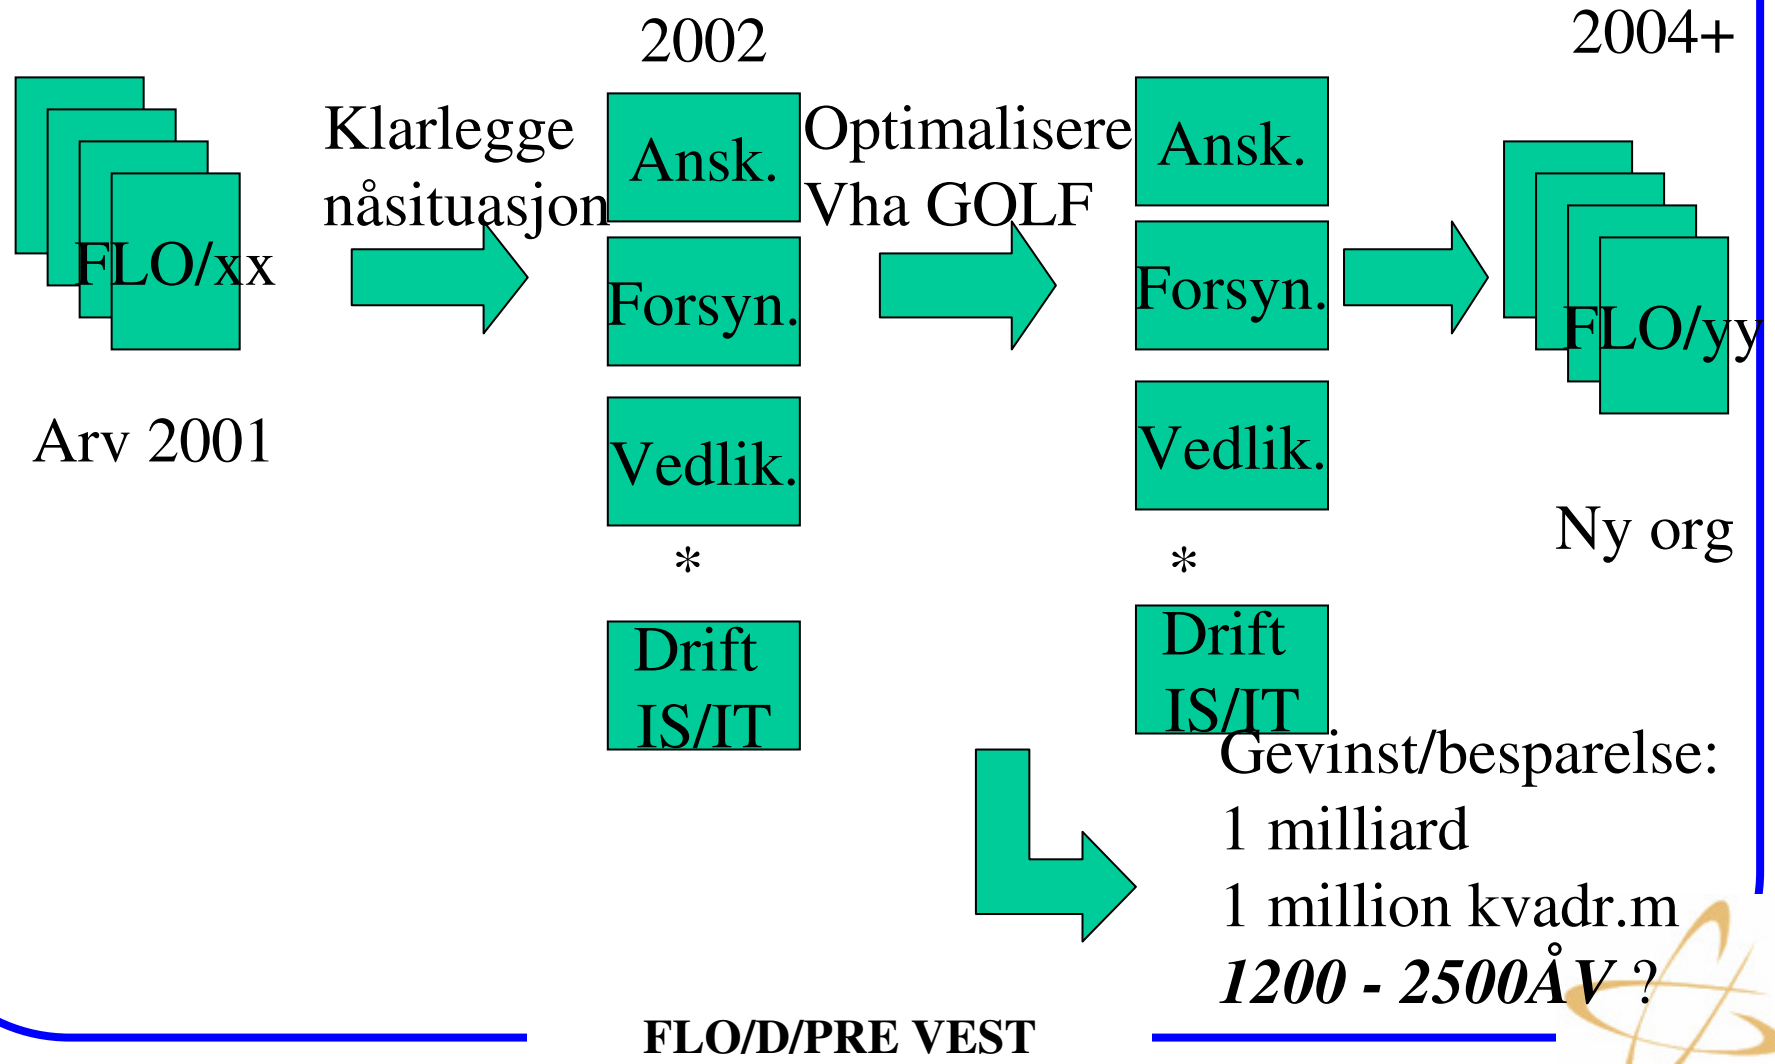 2002
2004+
Klarlegge
nåsituasjon
Optimalisere
Vha GOLF
Ansk.
Ansk.
FLO/xx
Forsyn.
Forsyn.
FLO/yy
Arv 2001
Vedlik.
Vedlik.
Ny org
*
*
Drift
IS/IT
Drift
IS/IT
Gevinst/besparelse:
1 milliard
1 million kvadr.m
1200 - 2500ÅV ?
FLO/D/PRE VEST